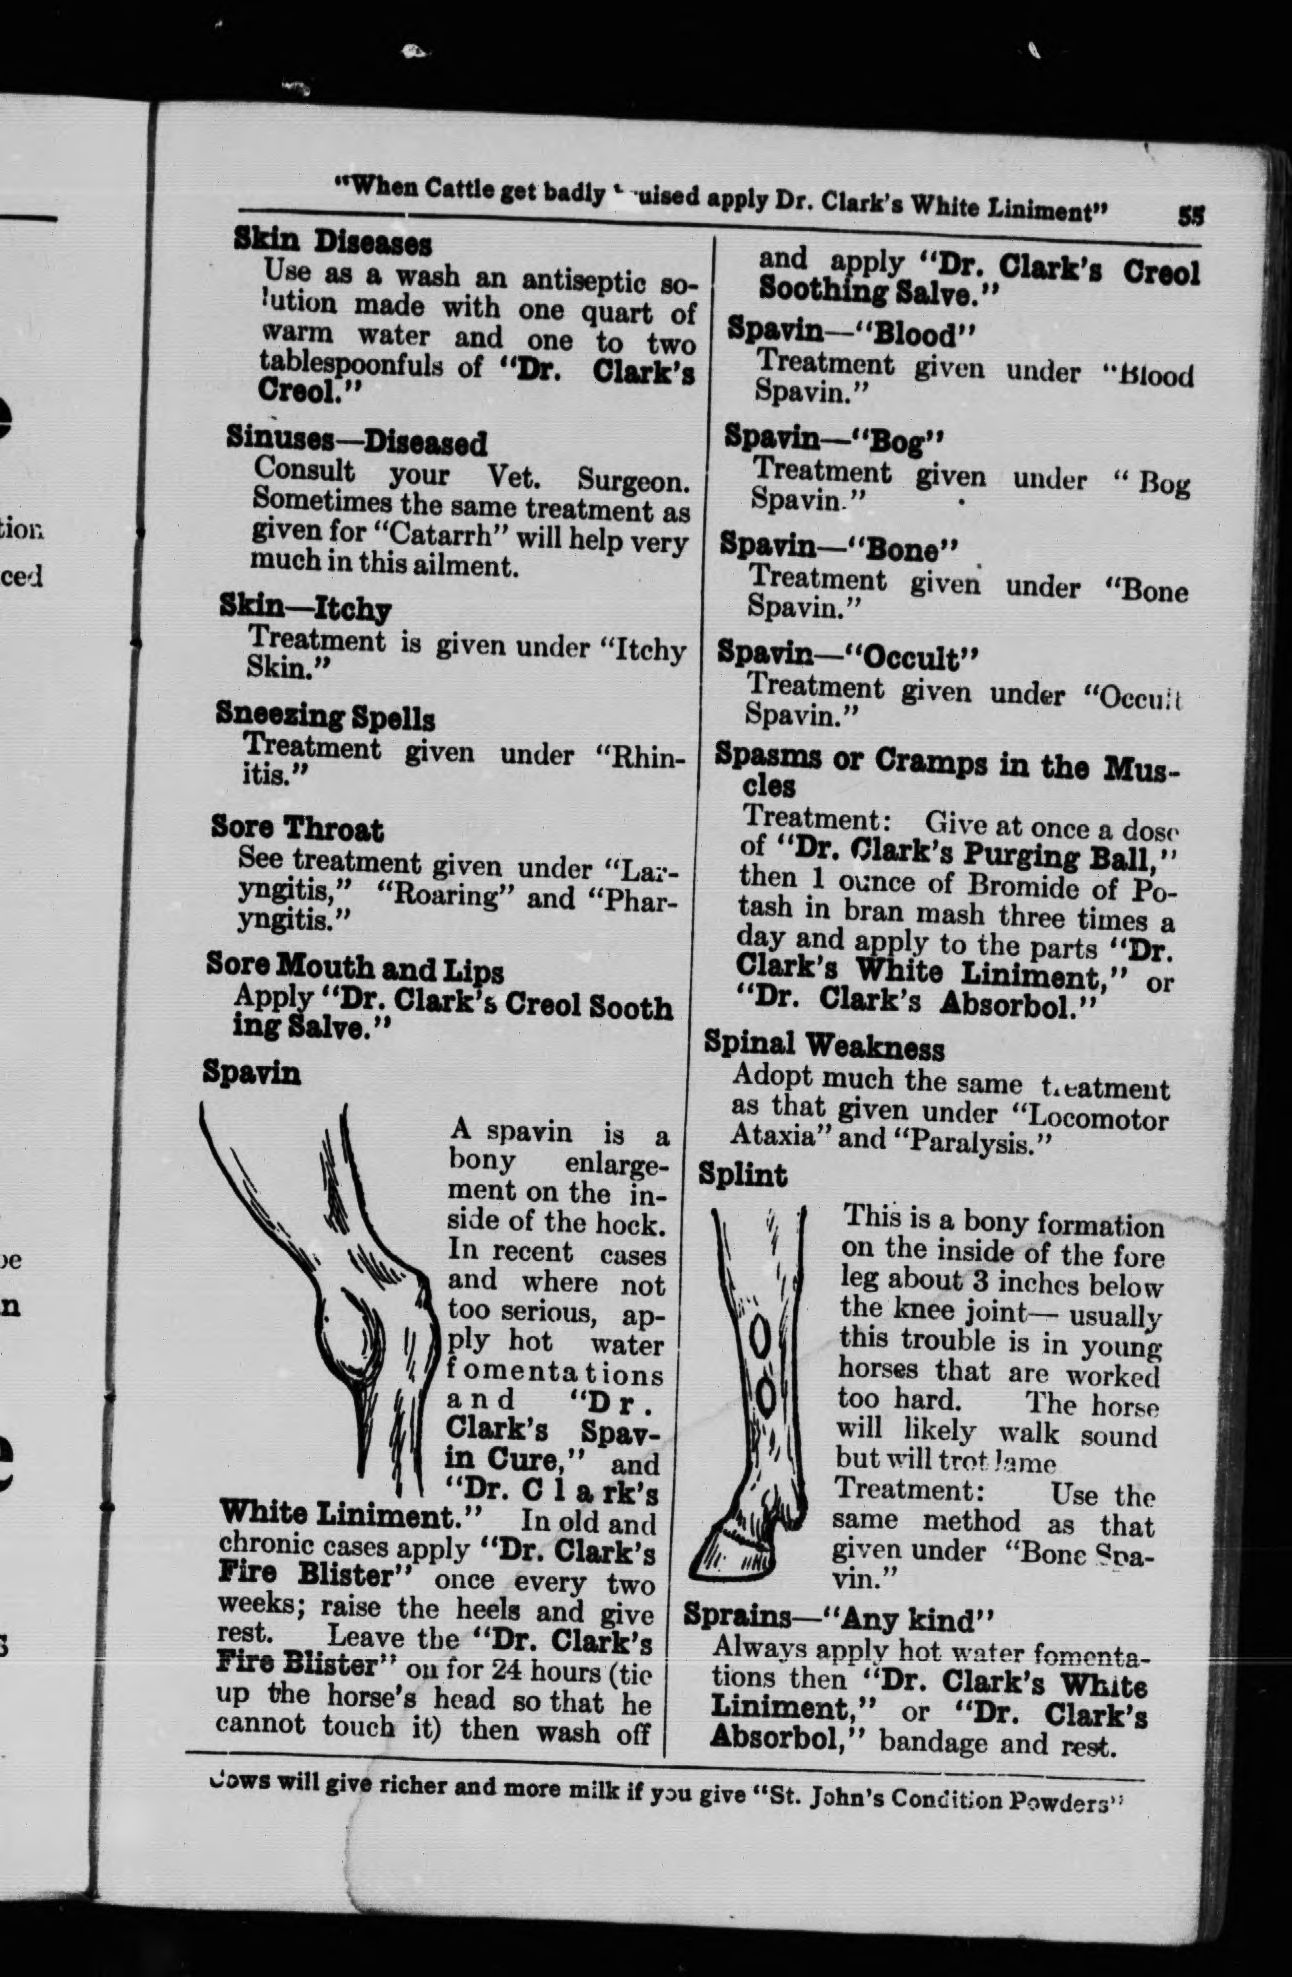 "When Cattle get badly bruised apply Dr. Clark's White Liniment" 55
Skin Diseases
Use as a wash an antiseptic so-
lution made with one quart of
warm water and one to two
tablespoonfuls of "Dr. Clark's
Creol."
Sinuses—Diseased
Consult your Vet. Surgeon.
Sometimes the same treatment as
given for "Catarrh" will help very
much in this ailment.
Skin—Itchy
Treatment is given under "Itchy
Skin."
Sneezing Spells
Treatment given under "Rhin-
itis."
Sore Throat
See treatment given under "Lar-
yngitis," "Roaring" and "Phar-
yngitis."
Sore Mouth and Lips
Apply "Dr. Clark's Creol Sooth
ing Salve."
Spavin
A spavin is a
bony enlarge-
ment on the in-
side of the hock.
In recent cases
and where not
too serious, ap-
ply hot water
fomentations
and "Dr.
Clark's Spav-
in Cure," and
"Dr. Clark's
White Liniment." In old and
chronic cases apply "Dr. Clark's
Fire Blister" once every two
weeks; raise the heels and give
rest. Leave the "Dr. Clark's
Fire Blister" on for 24 hours (tie
up the horse's head so that he
cannot touch it) then wash off
and apply "Dr. Clark's Creol
Soothing Salve."
Spavin—"Blood"
Treatment given under "Blood
Spavin."
Spavin—"Bog"
Treatment given under " Bog
Spavin."
Spavin—"Bone"
Treatment given under "Bone
Spavin."
Spavin—"Occult"
Treatment given under "Occult
Spavin."
Spasms or Cramps in the Mus-
cles
Treatment: Give at once a dose
of "Dr. Clark's Purging Ball,"
then 1 ounce of Bromide of Po-
tash in bran mash three times a
day and apply to the parts "Dr.
Clark's White Liniment," or
"Dr. Clark's Absorbol."
Spinal Weakness
Adopt much the same treatment
as that given under "Locomotor
Ataxia" and "Paralysis."
Splint
This is a bony formation
on the inside of the fore
leg about 3 inches below
the knee joint— usually
this trouble is in young
horses that are worked
too hard. The horse
will likely walk sound
but will trot lame
Treatment: Use the
same method as that
given under "Bone Spa-
vin."
Sprains—"Any kind"
Always apply hot water fomenta-
tions then "Dr. Clark's White
Liniment," or "Dr. Clark's
Absorbol," bandage and rest.
Cows will give richer and more milk if you give "St. John's Condition Powders"